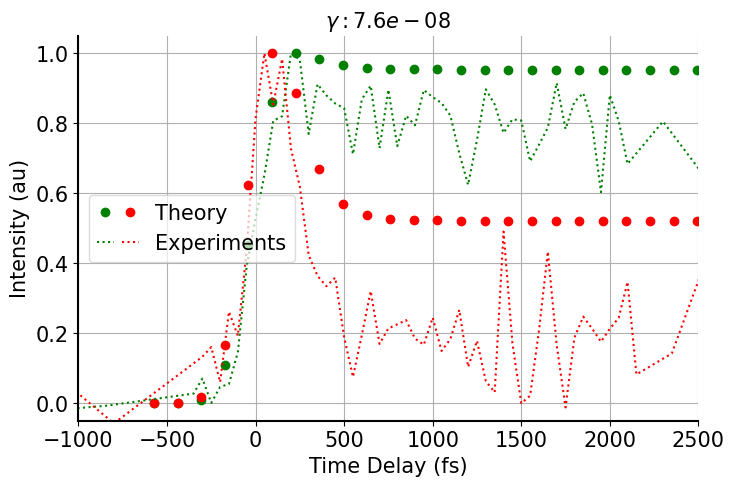 γ : 7.6e − 08
1.0
0.8
0.6
0.4
0.2
0.0
Intensity (au)
Theory
Experiments
−1000 −500 0 500 1000 1500 2000 2500
Time Delay (fs)